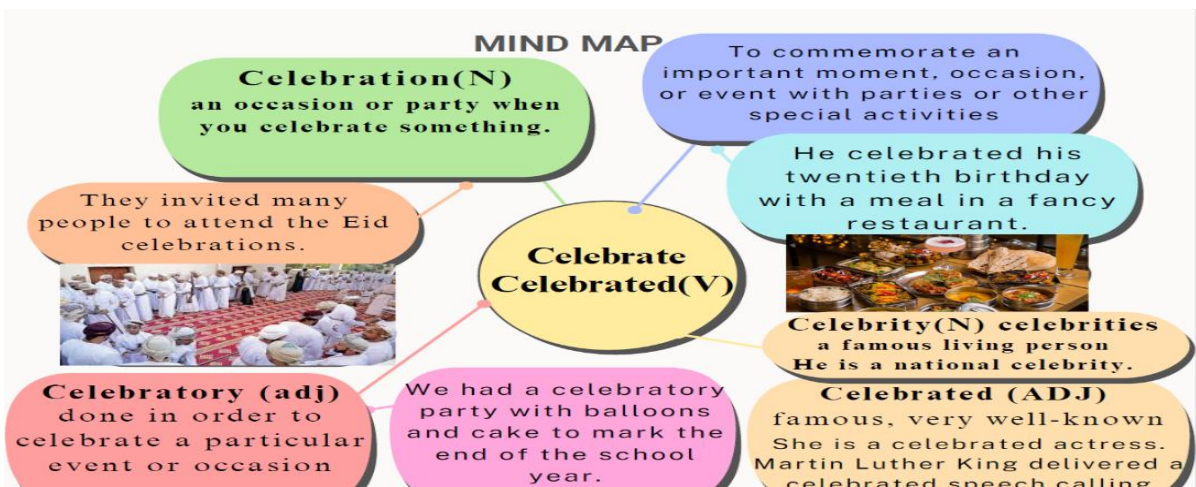 MIND MAP
Celebration(N)
an occasion or party when
you celebrate something.
To commemorate an
important moment, occasion,
or event with parties or other
special activities
They invited many
people to attend the Eid
celebrations.
He celebrated his
twentieth birthday
with a meal in a fancy
restaurant.
Celebrate
Celebrated(V)
Celebrity(N) celebrities
a famous living person
He is a national celebrity.
Celebratory (adj)
done in order to
celebrate a particular
event or occasion
We had a celebratory
party with balloons
and cake to mark the
end of the school
year.
Celebrated (ADJ)
famous, very well-known
She is a celebrated actress.
Martin Luther King delivered a
celebrated speech calling